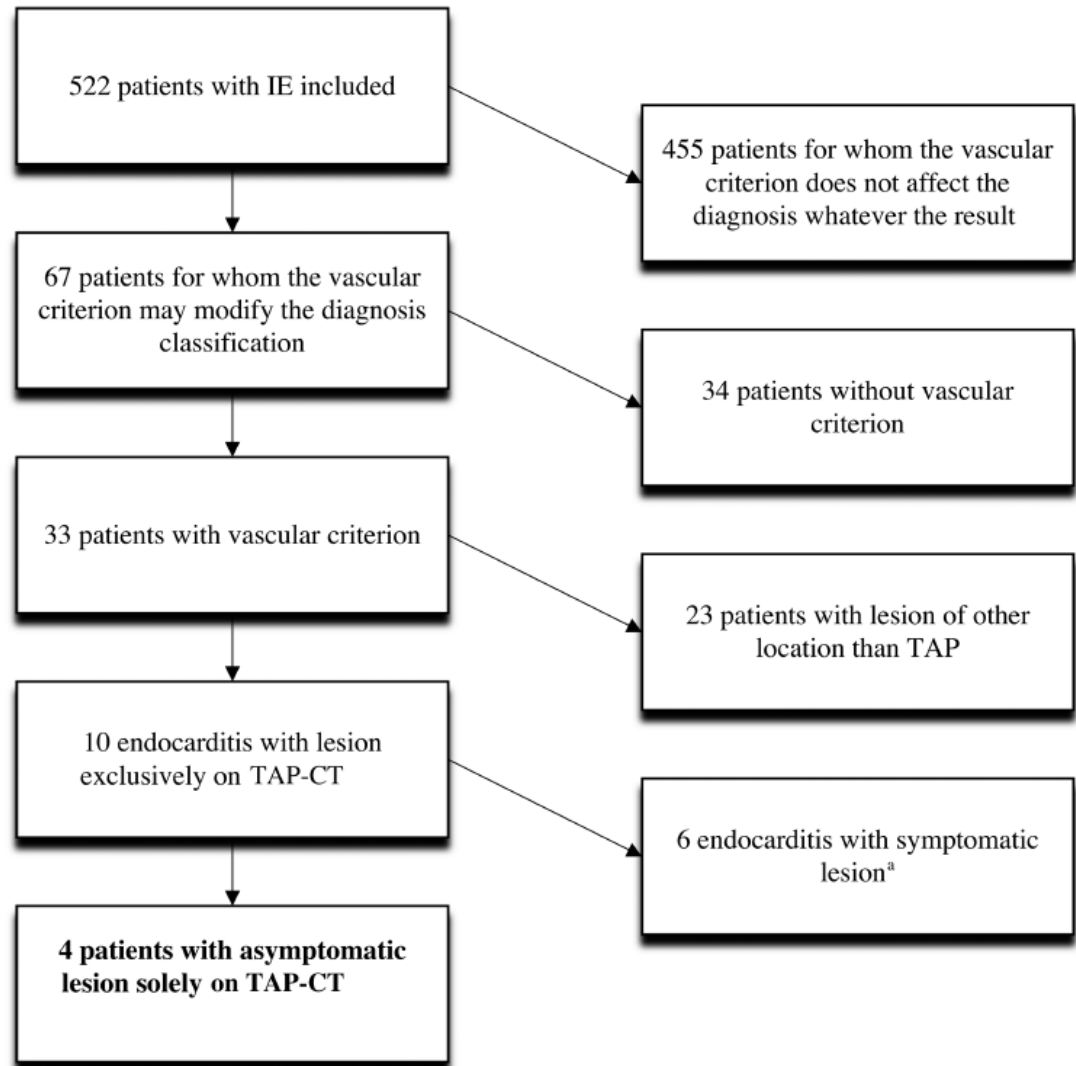 522 patients with IE included
455 patients for whom the vascular
criterion does not affect the
diagnosis whatever the result
67 patients for whom the vascular
criterion may modify the diagnosis
classification
34 patients without vascular
criterion
33 patients with vascular criterion
23 patients with lesion of other
location than TAP
10 endocarditis with lesion
exclusively on TAP-CT
6 endocarditis with symptomatic
lesionᵃ
4 patients with asymptomatic
lesion solely on TAP-CT